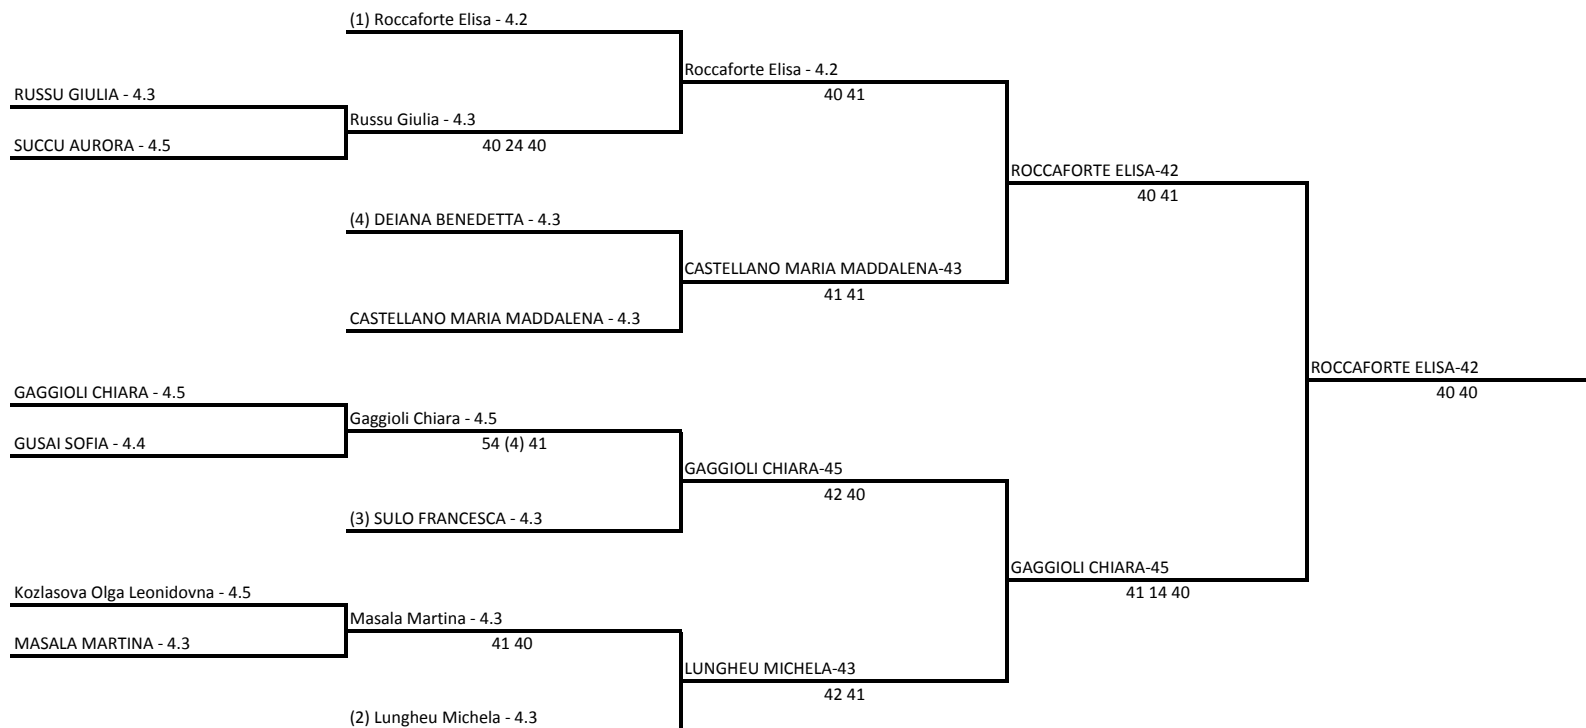 (1) Roccaforte Elisa - 4.2
Roccaforte Elisa - 4.2
40 41
RUSSU GIULIA - 4.3
Russu Giulia - 4.3
40 24 40
SUCCU AURORA - 4.5
ROCCAFORTE ELISA-42
40 41
(4) DEIANA BENEDETTA - 4.3
CASTELLANO MARIA MADDALENA-43
41 41
CASTELLANO MARIA MADDALENA - 4.3
ROCCAFORTE ELISA-42
40 40
GAGGIOLI CHIARA - 4.5
Gaggioli Chiara - 4.5
54 (4) 41
GUSAI SOFIA - 4.4
GAGGIOLI CHIARA-45
42 40
(3) SULO FRANCESCA - 4.3
GAGGIOLI CHIARA-45
41 14 40
Kozlasova Olga Leonidovna - 4.5
Masala Martina - 4.3
41 40
MASALA MARTINA - 4.3
LUNGHEU MICHELA-43
42 41
(2) Lungheu Michela - 4.3